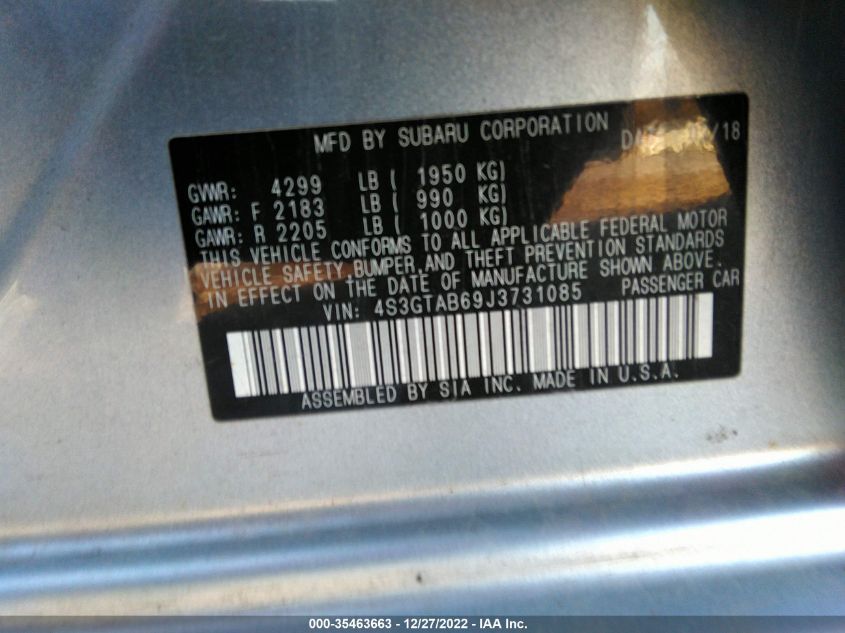 MFD BY SUBARU CORPORATION /18
GVWR: 4299 LB ( 1950 KG)
GAWR: F 2183 LB ( 990 KG)
GAWR: R 2205 LB ( 1000 KG)
THIS VEHICLE CONFORMS TO ALL APPLICABLE FEDERAL MOTOR
VEHICLE SAFETY,BUMPER,AND THEFT PREVENTION STANDARDS
IN EFFECT ON DATE OF MANUFACTURE SHOWN ABOVE.
VIN: 4S3GTAB69J3731085 PASSENGER CAR
ASSEMBLED BY SIA INC. MADE IN U.S.A.
000-35463663 - 12/27/2022 - IAA Inc.